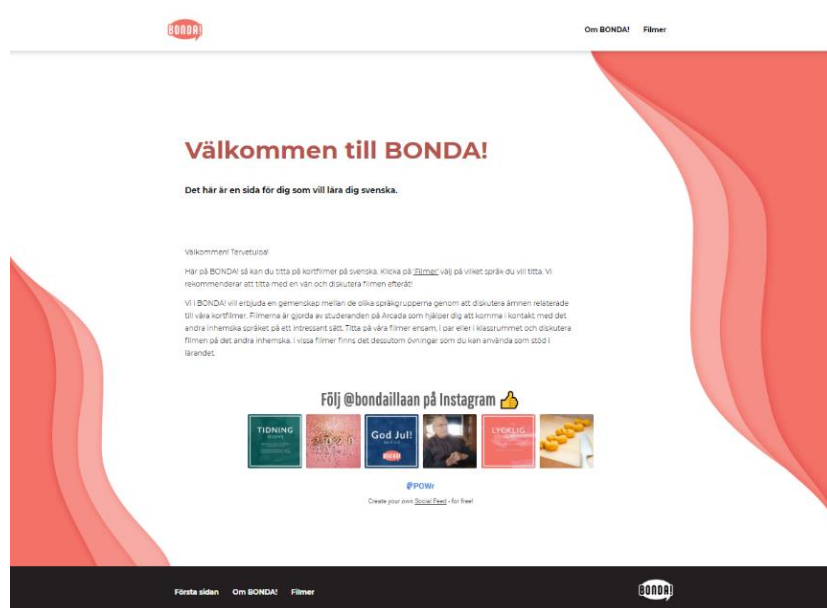 BONDA!
Om BONDA! Filmer
Välkommen till BONDA!
Det här är en sida för dig som vill lära dig svenska.
Välkommen! Tervetuloa!
Här på BONDA! så kan du titta på kortfilmer på svenska. Klicka på 'Filmer' välj på vilket språk du vill titta. Vi
rekommenderar att titta med en vän och diskutera filmen efteråt!
Vi i BONDA! vill erbjuda en gemenskap mellan de olika språkgrupperna genom att diskutera ämnen relaterade
till våra kortfilmer. Filmerna är gjorda av studeranden på Arcada som hjälper dig att komma i kontakt med det
andra inhemska språket på ett intressant sätt. Titta på våra filmer ensam, i par eller i klassrummet och diskutera
filmen på det andra inhemska. I vissa filmer finns det dessutom övningar som du kan använda som stöd i
lärandet.
Följ @bondaillaan på Instagram 👍
TIDNING
God Jul!
LYCKLIG
BONDA!
POWr
Create your own Social Feed - for free!
Första sidan Om BONDA! Filmer
BONDA!